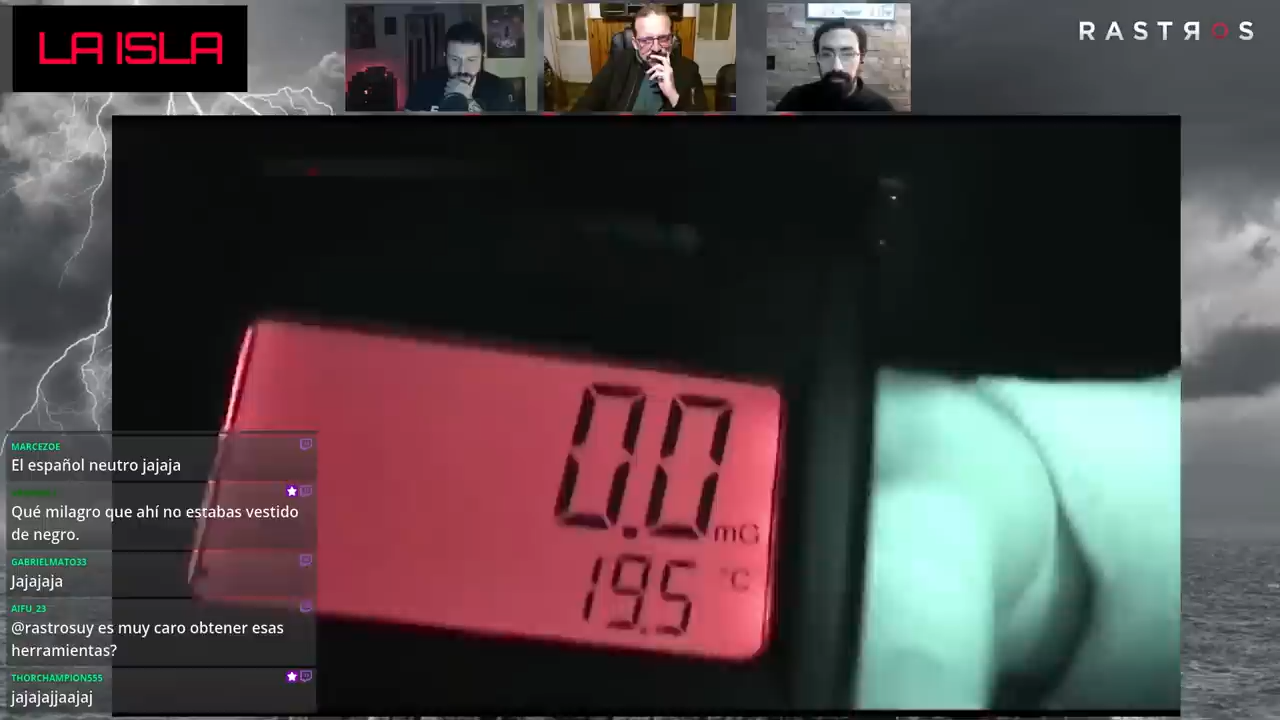 LA ISLA
RASTROS
0.0 mG
19.5 °C
MARCEZOE
El español neutro jajaja
Qué milagro que ahí no estabas vestido
de negro.
GABRIELMATO33
Jajajaja
AIFU_23
@rastrosuy es muy caro obtener esas
herramientas?
THORCHAMPION555
jajajajjaajaj